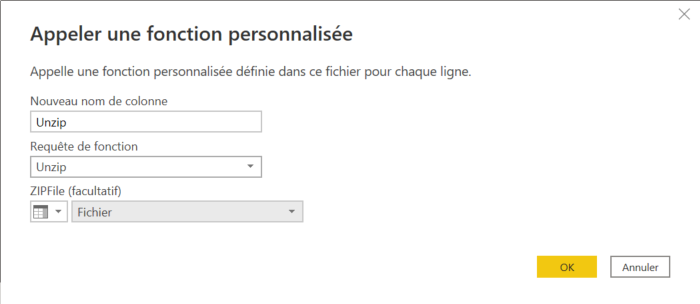 Appeler une fonction personnalisée
Appelle une fonction personnalisée définie dans ce fichier pour chaque ligne.
Nouveau nom de colonne
Unzip
Requête de fonction
Unzip
ZIPFile (facultatif)
Fichier
OK Annuler